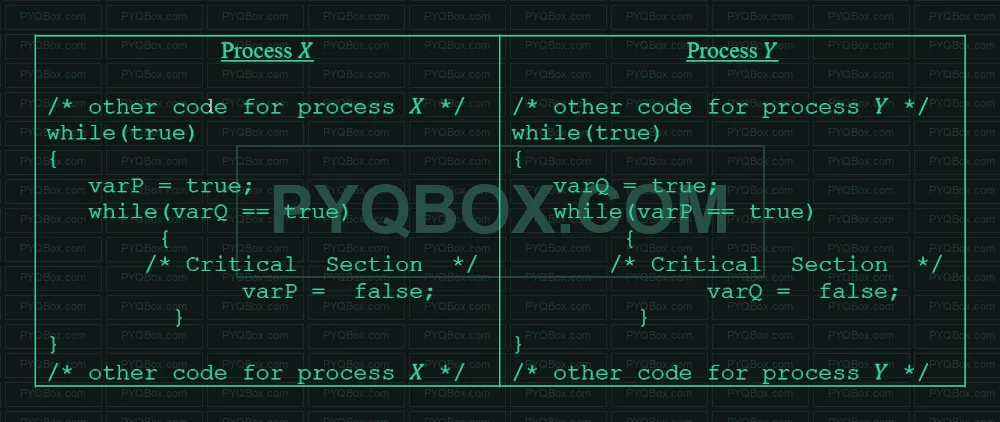 Process X
/* other code for process X */
while(true)
{
varP = true;
while(varQ == true)
{
/* Critical Section */
varP = false;
}
}
/* other code for process X */
Process Y
/* other code for process Y */
while(true)
{
varQ = true;
while(varP == true)
{
/* Critical Section */
varQ = false;
}
}
/* other code for process Y */
PYQBOX.COM
PYQBox.com